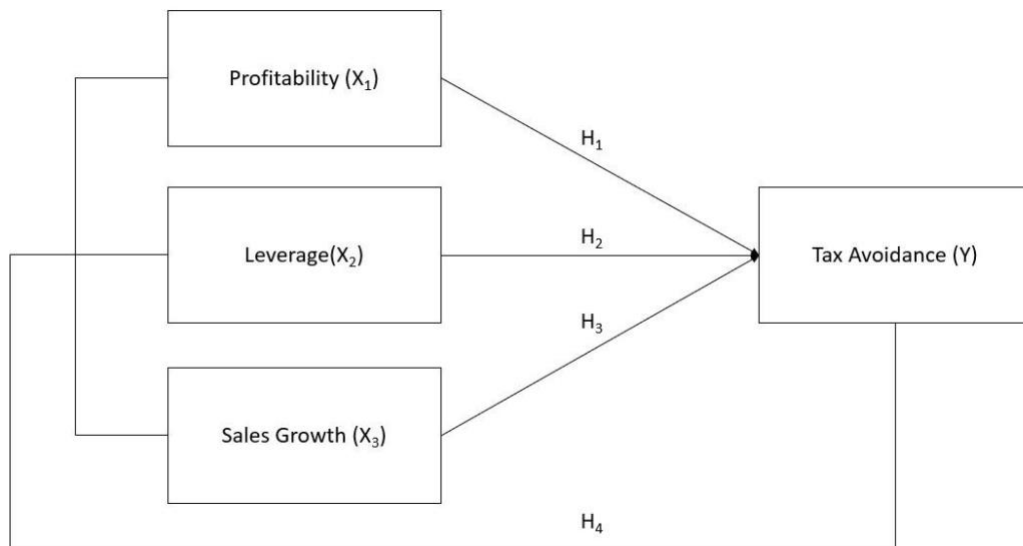 Profitability (X₁)
H₁
Leverage(X₂)
H₂
Tax Avoidance (Y)
H₃
Sales Growth (X₃)
H₄